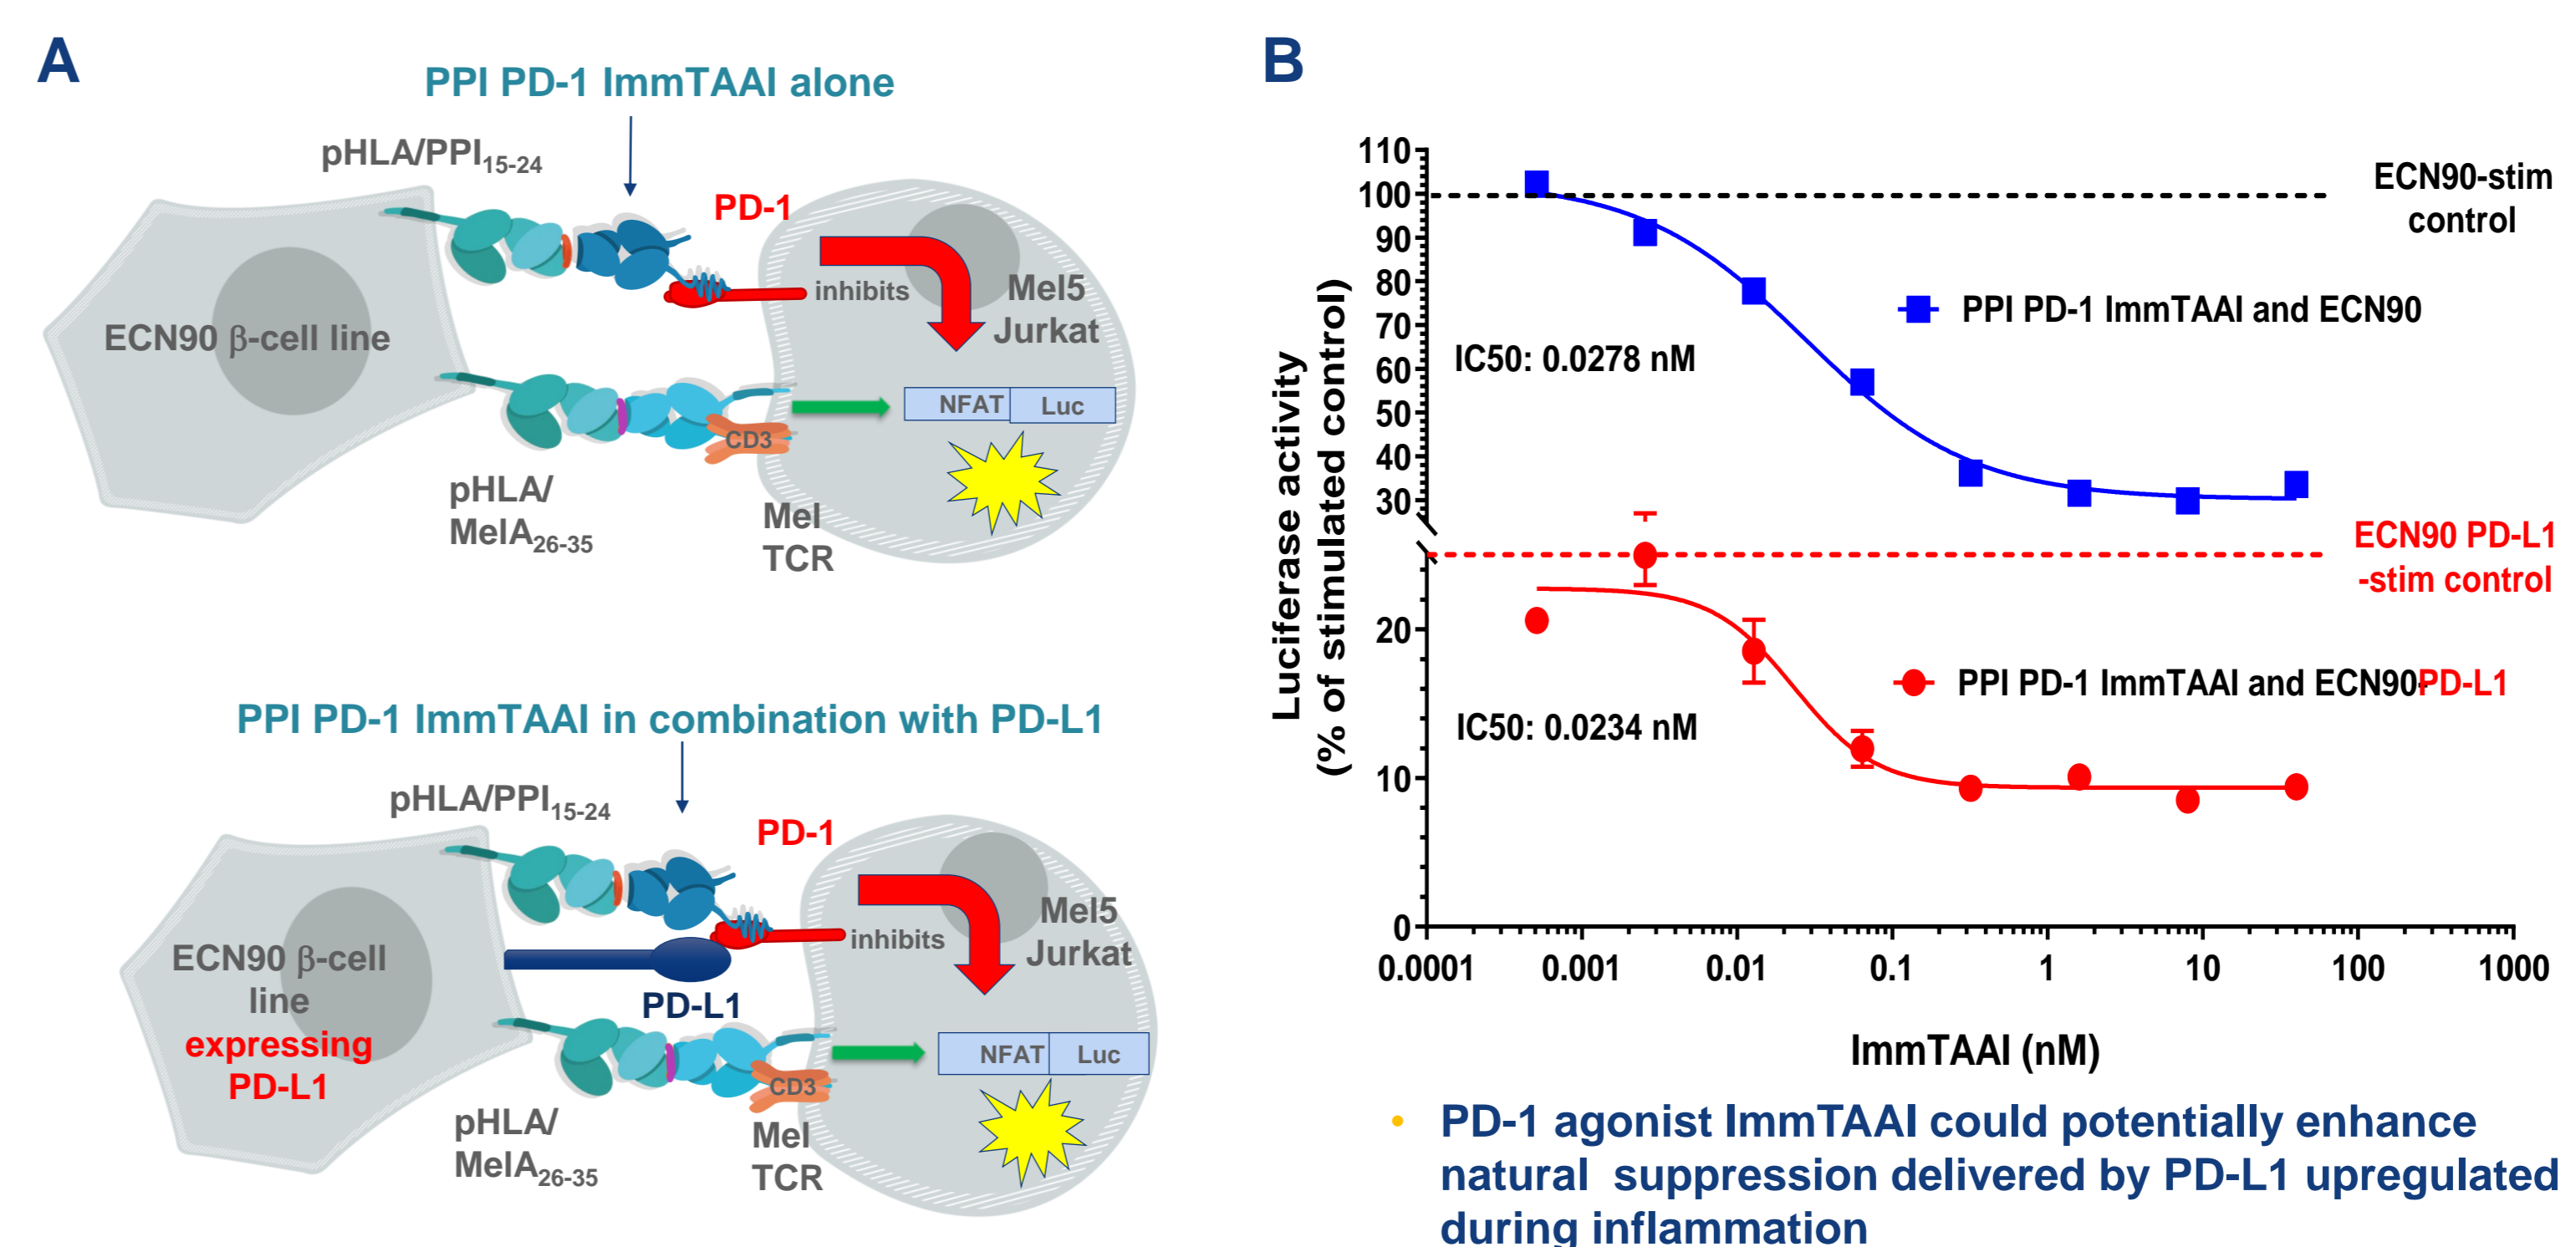 A
PPI PD-1 ImmTAAI alone
pHLA/PPI15-24
PD-1
inhibits
Mel5
Jurkat
ECN90 β-cell line
NFAT
Luc
CD3
pHLA/
MelA26-35
Mel
TCR
PPI PD-1 ImmTAAI in combination with PD-L1
pHLA/PPI15-24
PD-1
inhibits
Mel5
Jurkat
ECN90 β-cell
line
expressing
PD-L1
PD-L1
NFAT
Luc
CD3
pHLA/
MelA26-35
Mel
TCR
B
Luciferase activity
(% of stimulated control)
110
100
90
80
70
60
50
40
30
20
10
0
ECN90-stim
control
PPI PD-1 ImmTAAI and ECN90
IC50: 0.0278 nM
ECN90 PD-L1
-stim control
PPI PD-1 ImmTAAI and ECN90-PD-L1
IC50: 0.0234 nM
0.0001
0.001
0.01
0.1
1
10
100
1000
ImmTAAI (nM)
• PD-1 agonist ImmTAAI could potentially enhance
natural suppression delivered by PD-L1 upregulated
during inflammation